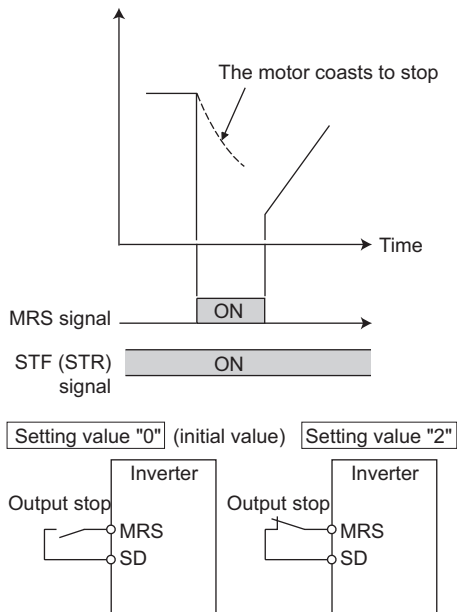 The motor coasts to stop
Time
MRS signal
ON
STF (STR)
signal
ON
Setting value "0" (initial value) Setting value "2"
Inverter
Output stop
MRS
SD
Inverter
Output stop
MRS
SD